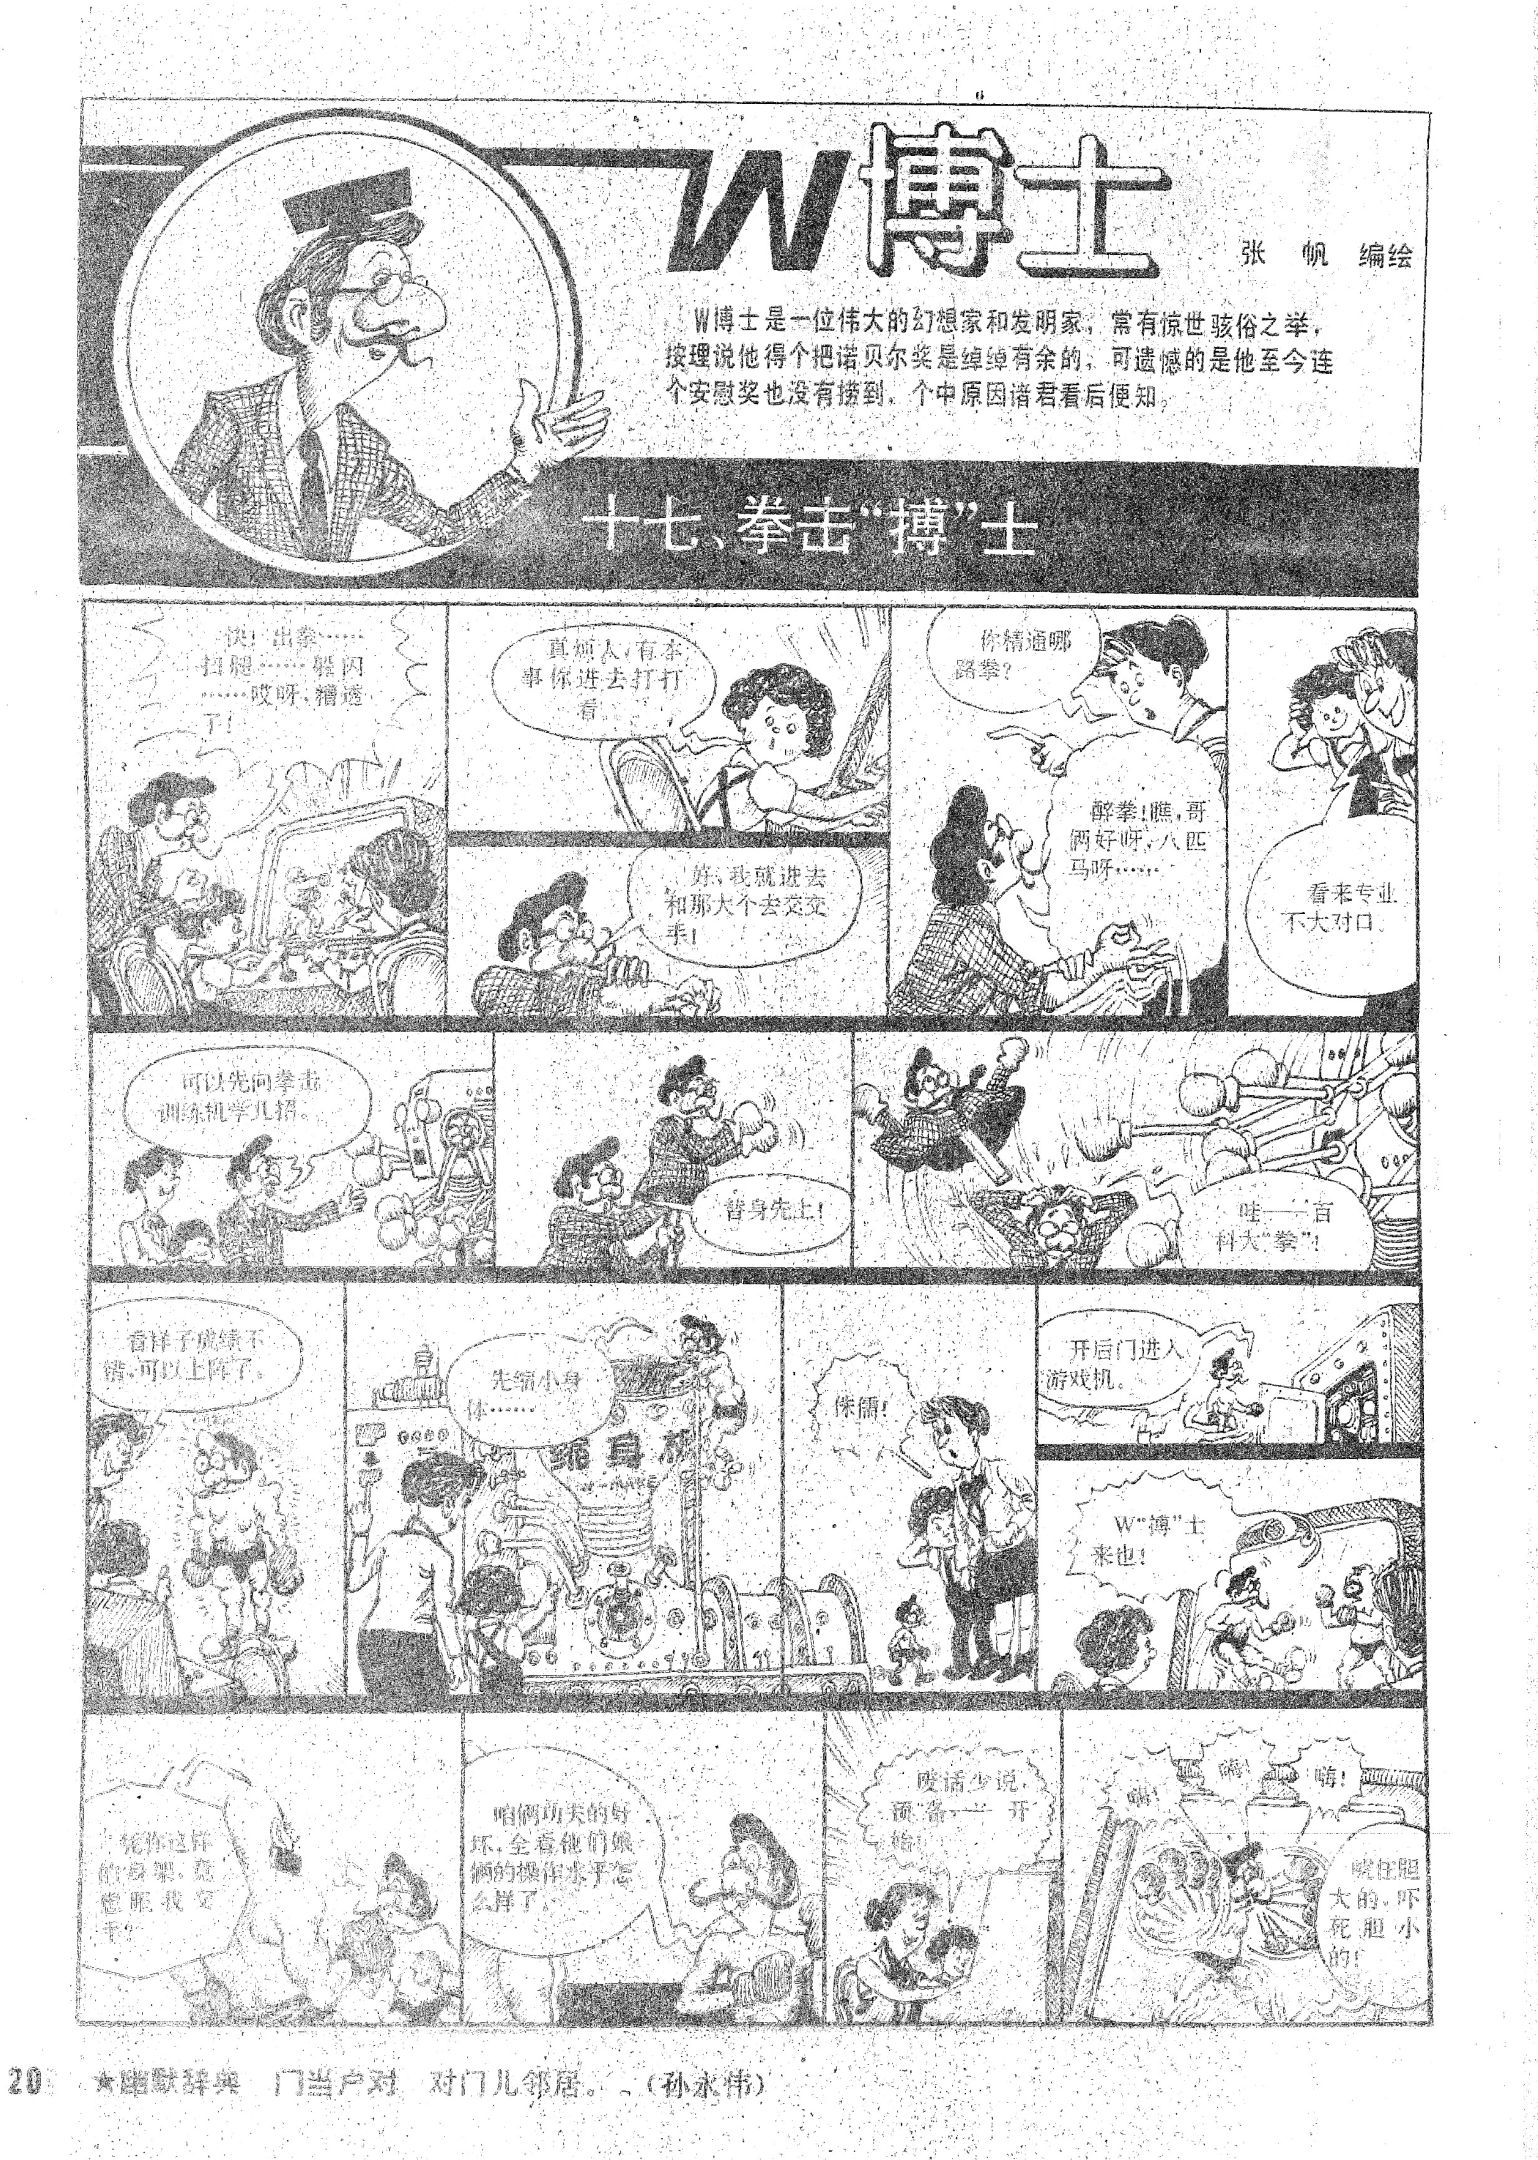 W博士
张 帆 编绘
W博士是一位伟大的幻想家和发明家，常有惊世骇俗之举，
按理说他得个把诺贝尔奖是绰绰有余的，可遗憾的是他至今连
个安慰奖也没有捞到，个中原因请君看后便知。
十七、拳击“搏”士
快！出拳……
扫腿……躲闪
……哎呀，糟透
了！
真烦人，有本
事你进去打打
看。
好，我就进去
和那大个去交交
手！
你精通哪
路拳？
醉拳！瞧，哥
俩好呀，八匹
马呀……
看来专业
不大对口。
可以先向拳击
训练机学几招。
替身先上！
哇——百
科大“拳”！
看样子成绩不
错，可以上阵了。
先缩小身
体……
缩身机
W-MAKE
侏儒！
开后门进入
游戏机。
W“搏”士
来也！
凭你这样
的身架，竟
也跟我交
手？
咱俩功夫的好
坏，全看他们娘
俩的操作水平怎
么样了。
废话少说，
预备……开
始！
嗨！
嗨！
嗨！
唬住胆
大的，吓
死胆小
的！
20 ★幽默辞典 门当户对 对门儿邻居。（孙永伟）